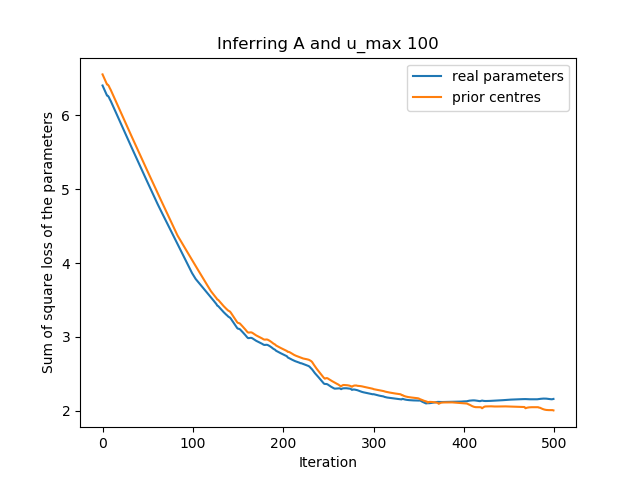 Inferring A and u_max 100
real parameters
prior centres
Sum of square loss of the parameters
6
5
4
3
2
0 100 200 300 400 500
Iteration